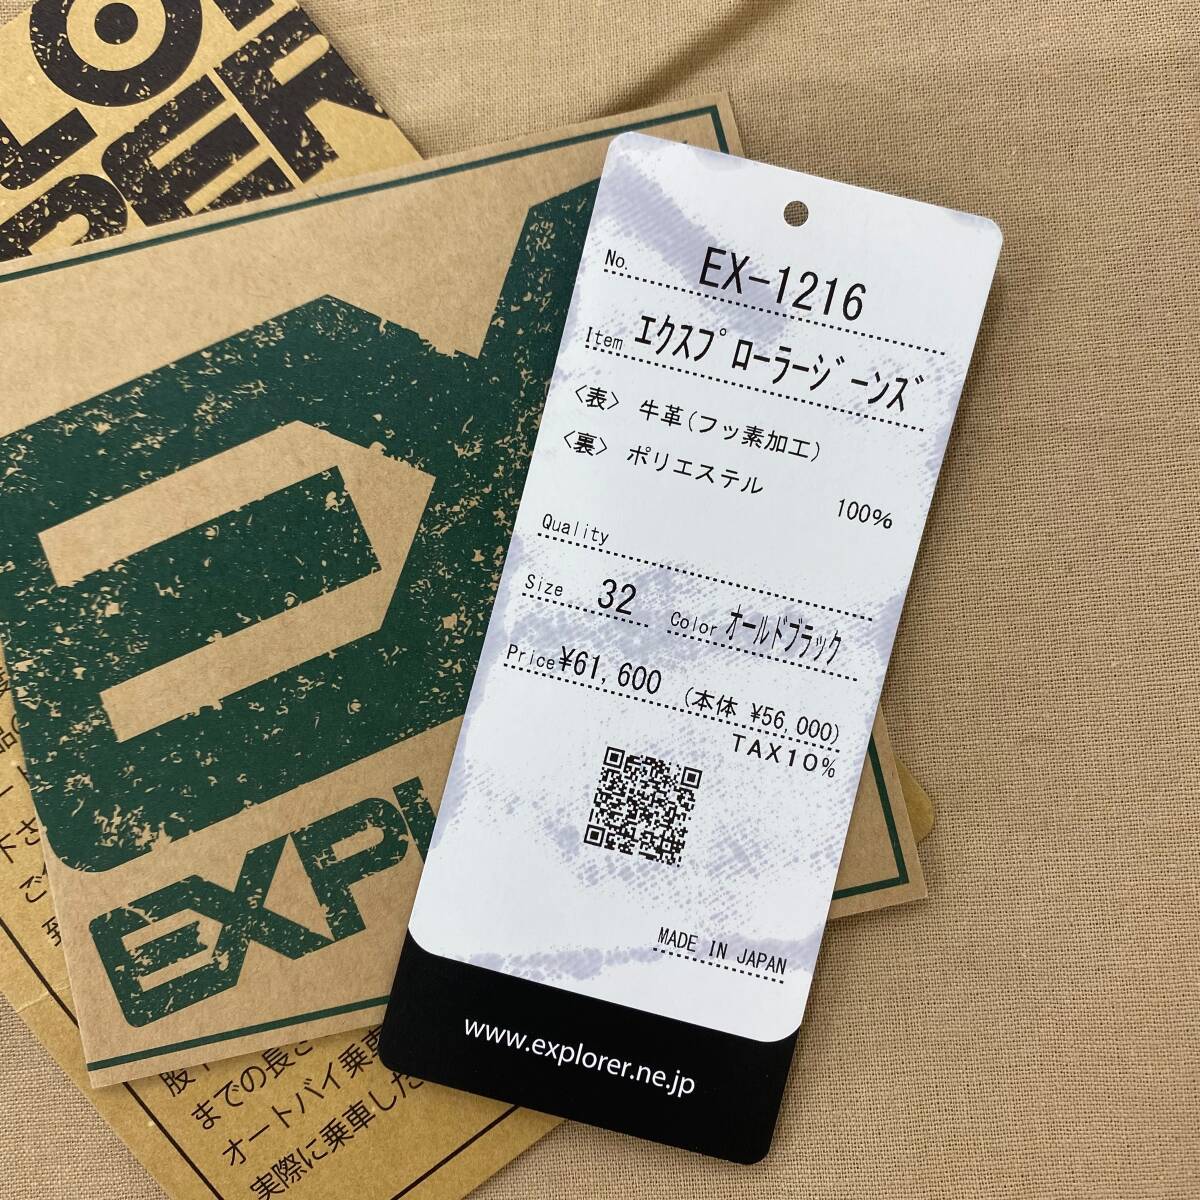 No. EX-1216
Item エクスプローラージーンズ
〈表〉 牛革(フッ素加工)
〈裏〉 ポリエステル 100%
Quality
Size 32 Color オールドブラック
Price ¥61,600 (本体 ¥56,000)
TAX10%
MADE IN JAPAN
www.explorer.ne.jp
EXPL
下さ
ご
までの長さ
オートバイ乗車
実際に乗車した